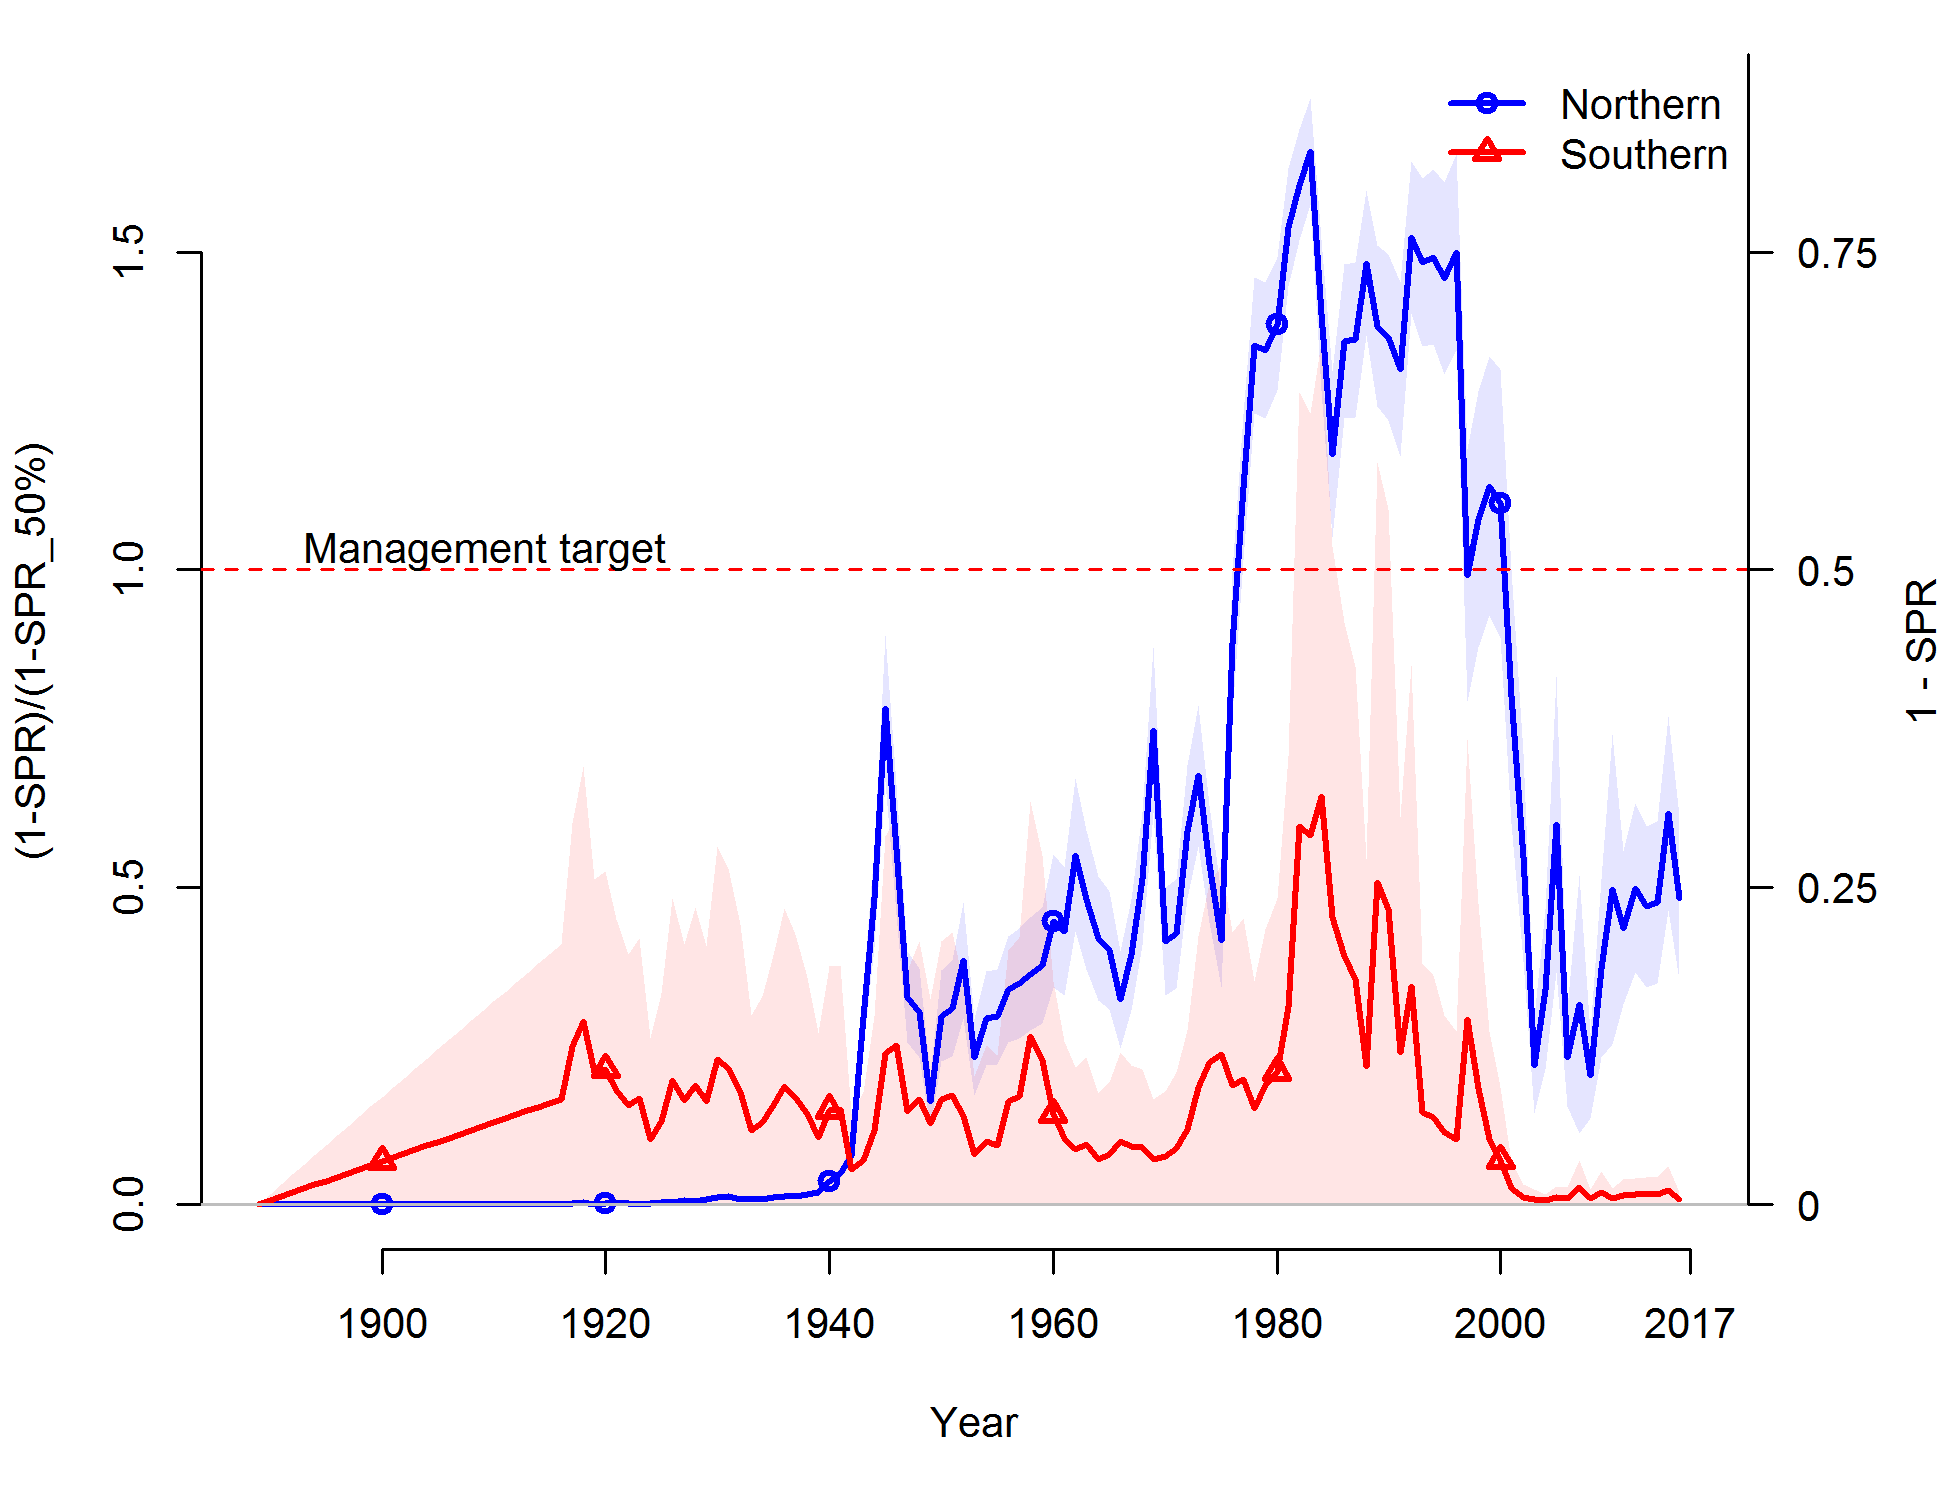 Northern
Southern
1.5
1.0
0.5
0.0
(1-SPR)/(1-SPR_50%)
Management target
0.75
0.5
0.25
0
1 - SPR
1900 1920 1940 1960 1980 2000 2017
Year